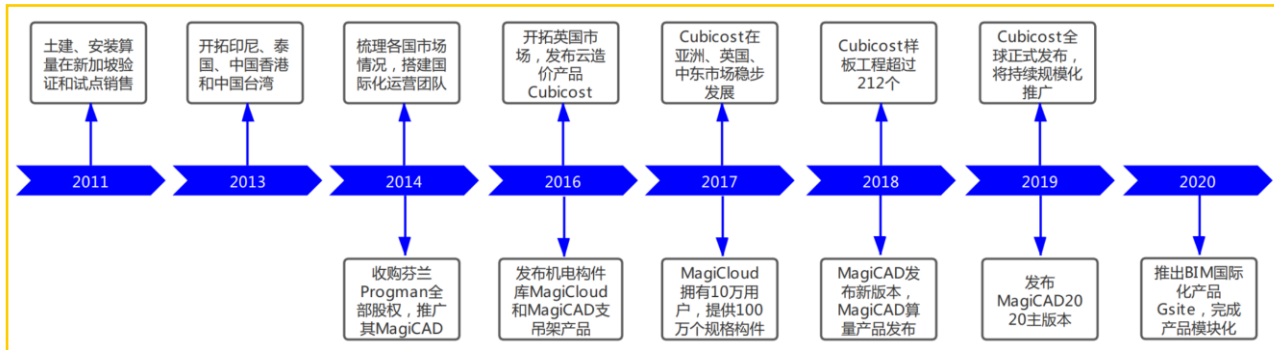 土建、安装算
量在新加坡验
证和试点销售
开拓印尼、泰
国、中国香港
和中国台湾
梳理各国市场
情况，搭建国
际化运营团队
开拓英国市
场，发布云造
价产品
Cubicost
Cubicost在
亚洲、英国、
中东市场稳步
发展
Cubicost样
板工程超过
212个
Cubicost全
球正式发布，
将持续规模化
推广
2011
2013
2014
2016
2017
2018
2019
2020
收购芬兰
Progman全
部股权，推广
其MagiCAD
发布机电构件
库MagiCloud
和MagiCAD支
吊架产品
MagiCloud
拥有10万用
户，提供100
万个规格构件
MagiCAD发
布新版本，
MagiCAD算
量产品发布
发布
MagiCAD20
20主版本
推出BIM国际
化产品
Gsite，完成
产品模块化